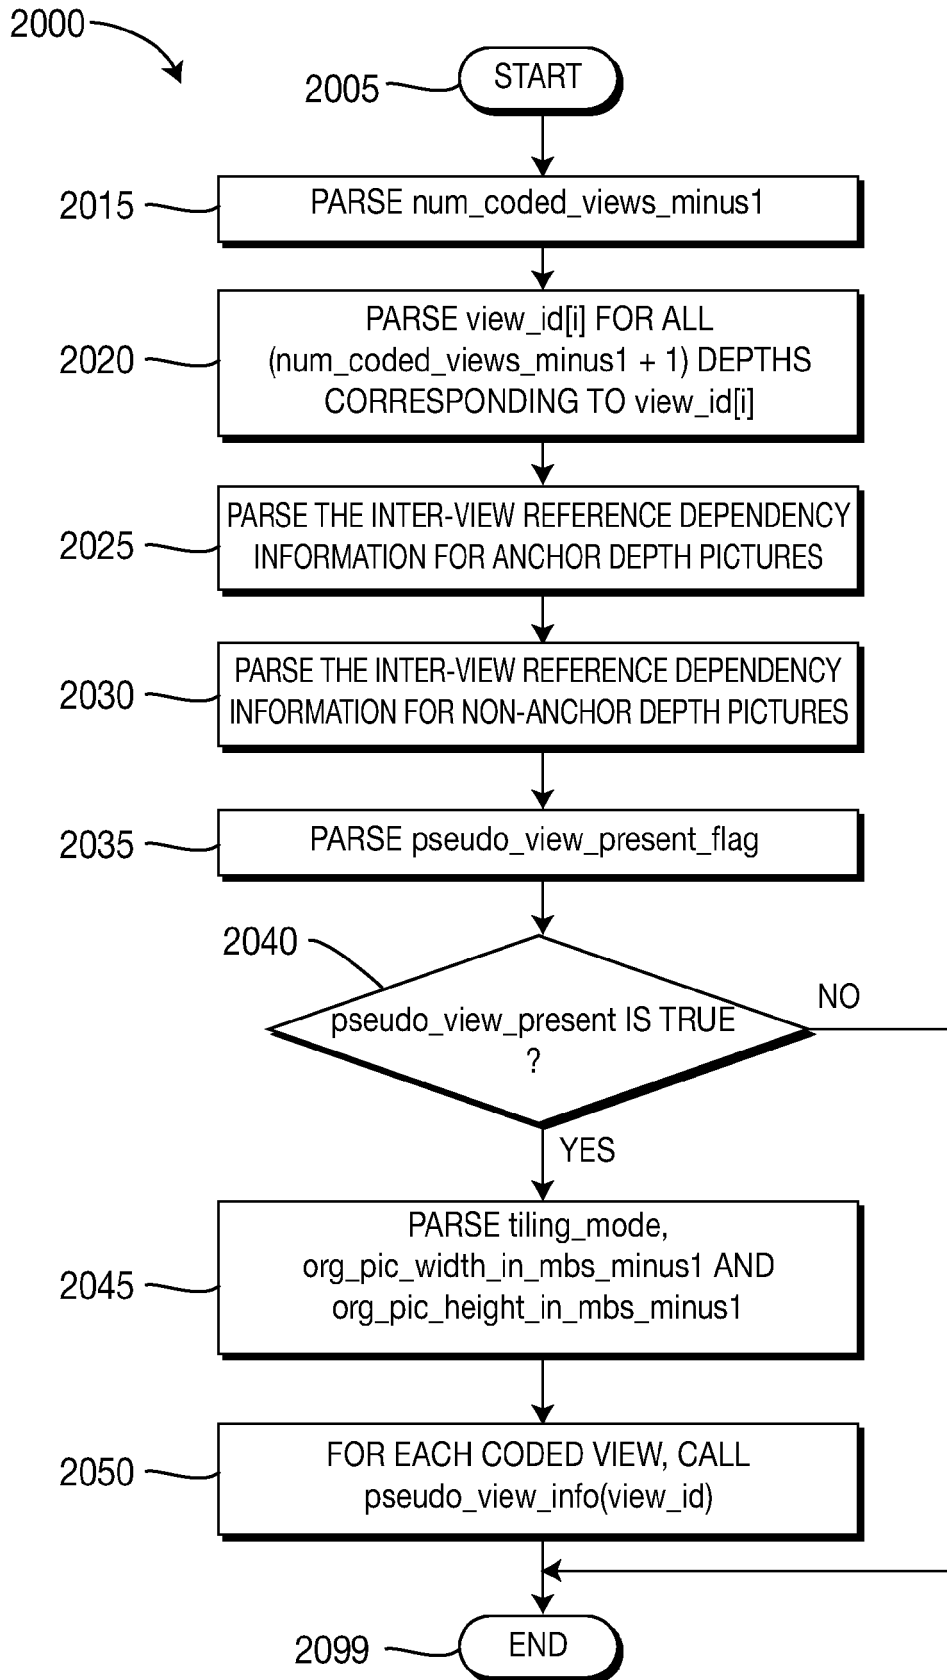 2000
START
2005
PARSE num_coded_views_minus1
2015
PARSE view_id[i] FOR ALL
(num_coded_views_minus1 + 1) DEPTHS
CORRESPONDING TO view_id[i]
2020
PARSE THE INTER-VIEW REFERENCE DEPENDENCY
INFORMATION FOR ANCHOR DEPTH PICTURES
2025
PARSE THE INTER-VIEW REFERENCE DEPENDENCY
INFORMATION FOR NON-ANCHOR DEPTH PICTURES
2030
PARSE pseudo_view_present_flag
2035
2040
pseudo_view_present IS TRUE
?
NO
YES
PARSE tiling_mode,
org_pic_width_in_mbs_minus1 AND
org_pic_height_in_mbs_minus1
2045
FOR EACH CODED VIEW, CALL
pseudo_view_info(view_id)
2050
END
2099